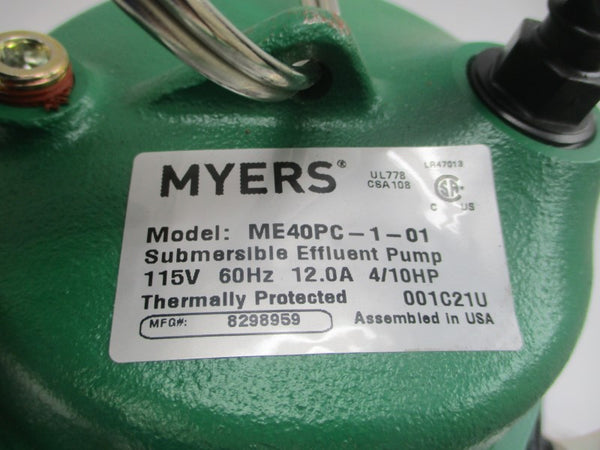 MYERS®
UL778
CSA108
LR47013
C US
Model: ME40PC-1-01
Submersible Effluent Pump
115V 60Hz 12.0A 4/10HP
Thermally Protected 001C21U
MFG#: 8298959 Assembled in USA